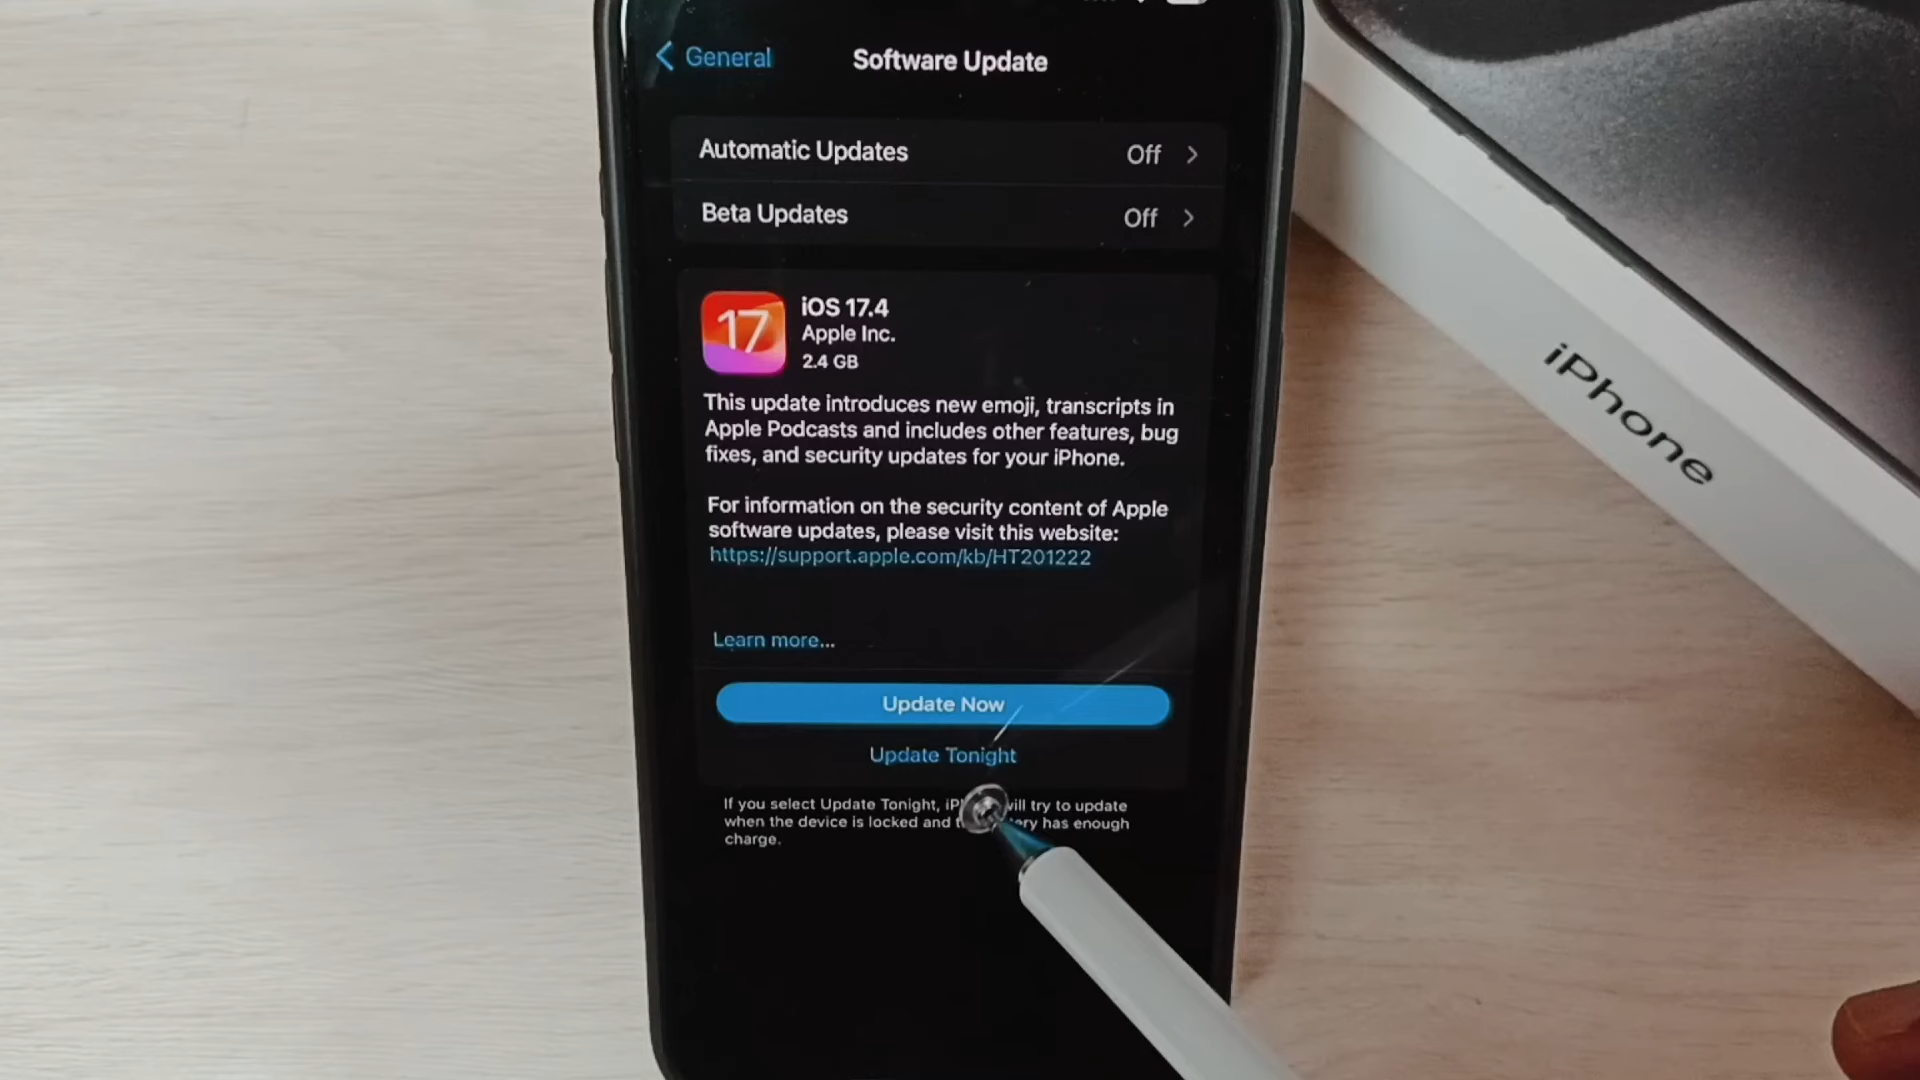 General
Software Update
Automatic Updates Off
Beta Updates Off
17
iOS 17.4
Apple Inc.
2.4 GB
This update introduces new emoji, transcripts in
Apple Podcasts and includes other features, bug
fixes, and security updates for your iPhone.
For information on the security content of Apple
software updates, please visit this website:
https://support.apple.com/kb/HT201222
Learn more...
Update Now
Update Tonight
If you select Update Tonight, will try to update
when the device is locked and has enough
charge.
iPhone